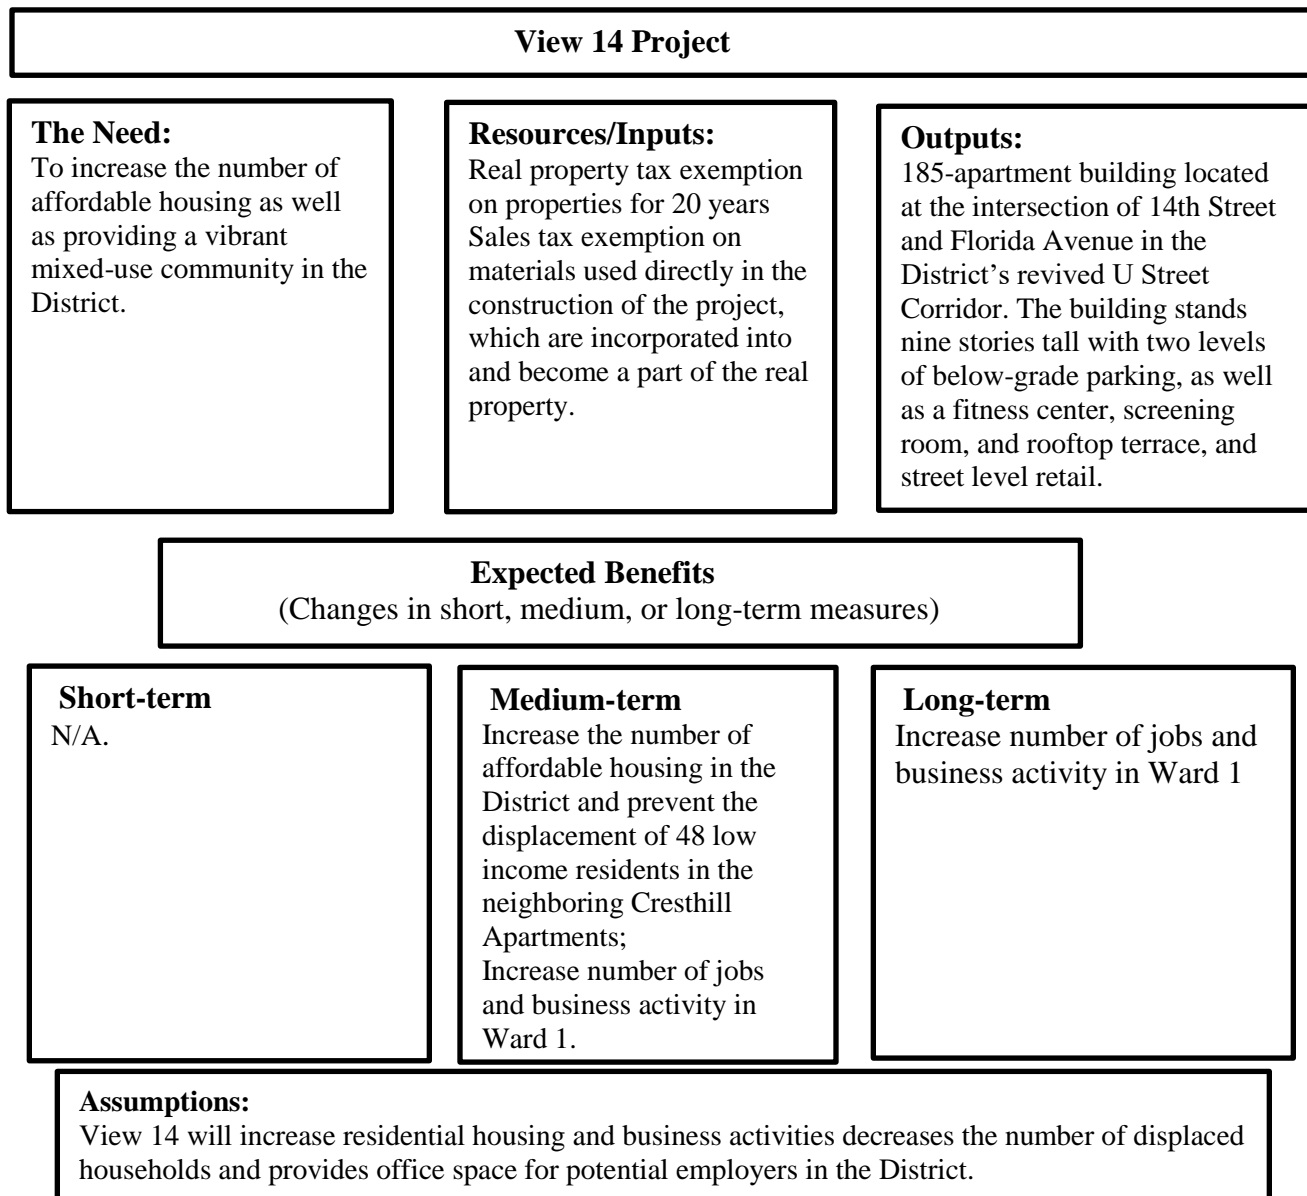 View 14 Project
The Need:
To increase the number of
affordable housing as well
as providing a vibrant
mixed-use community in the
District.
Resources/Inputs:
Real property tax exemption
on properties for 20 years
Sales tax exemption on
materials used directly in the
construction of the project,
which are incorporated into
and become a part of the real
property.
Outputs:
185-apartment building located
at the intersection of 14th Street
and Florida Avenue in the
District’s revived U Street
Corridor. The building stands
nine stories tall with two levels
of below-grade parking, as well
as a fitness center, screening
room, and rooftop terrace, and
street level retail.
Expected Benefits
(Changes in short, medium, or long-term measures)
Short-term
N/A.
Medium-term
Increase the number of
affordable housing in the
District and prevent the
displacement of 48 low
income residents in the
neighboring Cresthill
Apartments;
Increase number of jobs
and business activity in
Ward 1.
Long-term
Increase number of jobs and
business activity in Ward 1
Assumptions:
View 14 will increase residential housing and business activities decreases the number of displaced
households and provides office space for potential employers in the District.